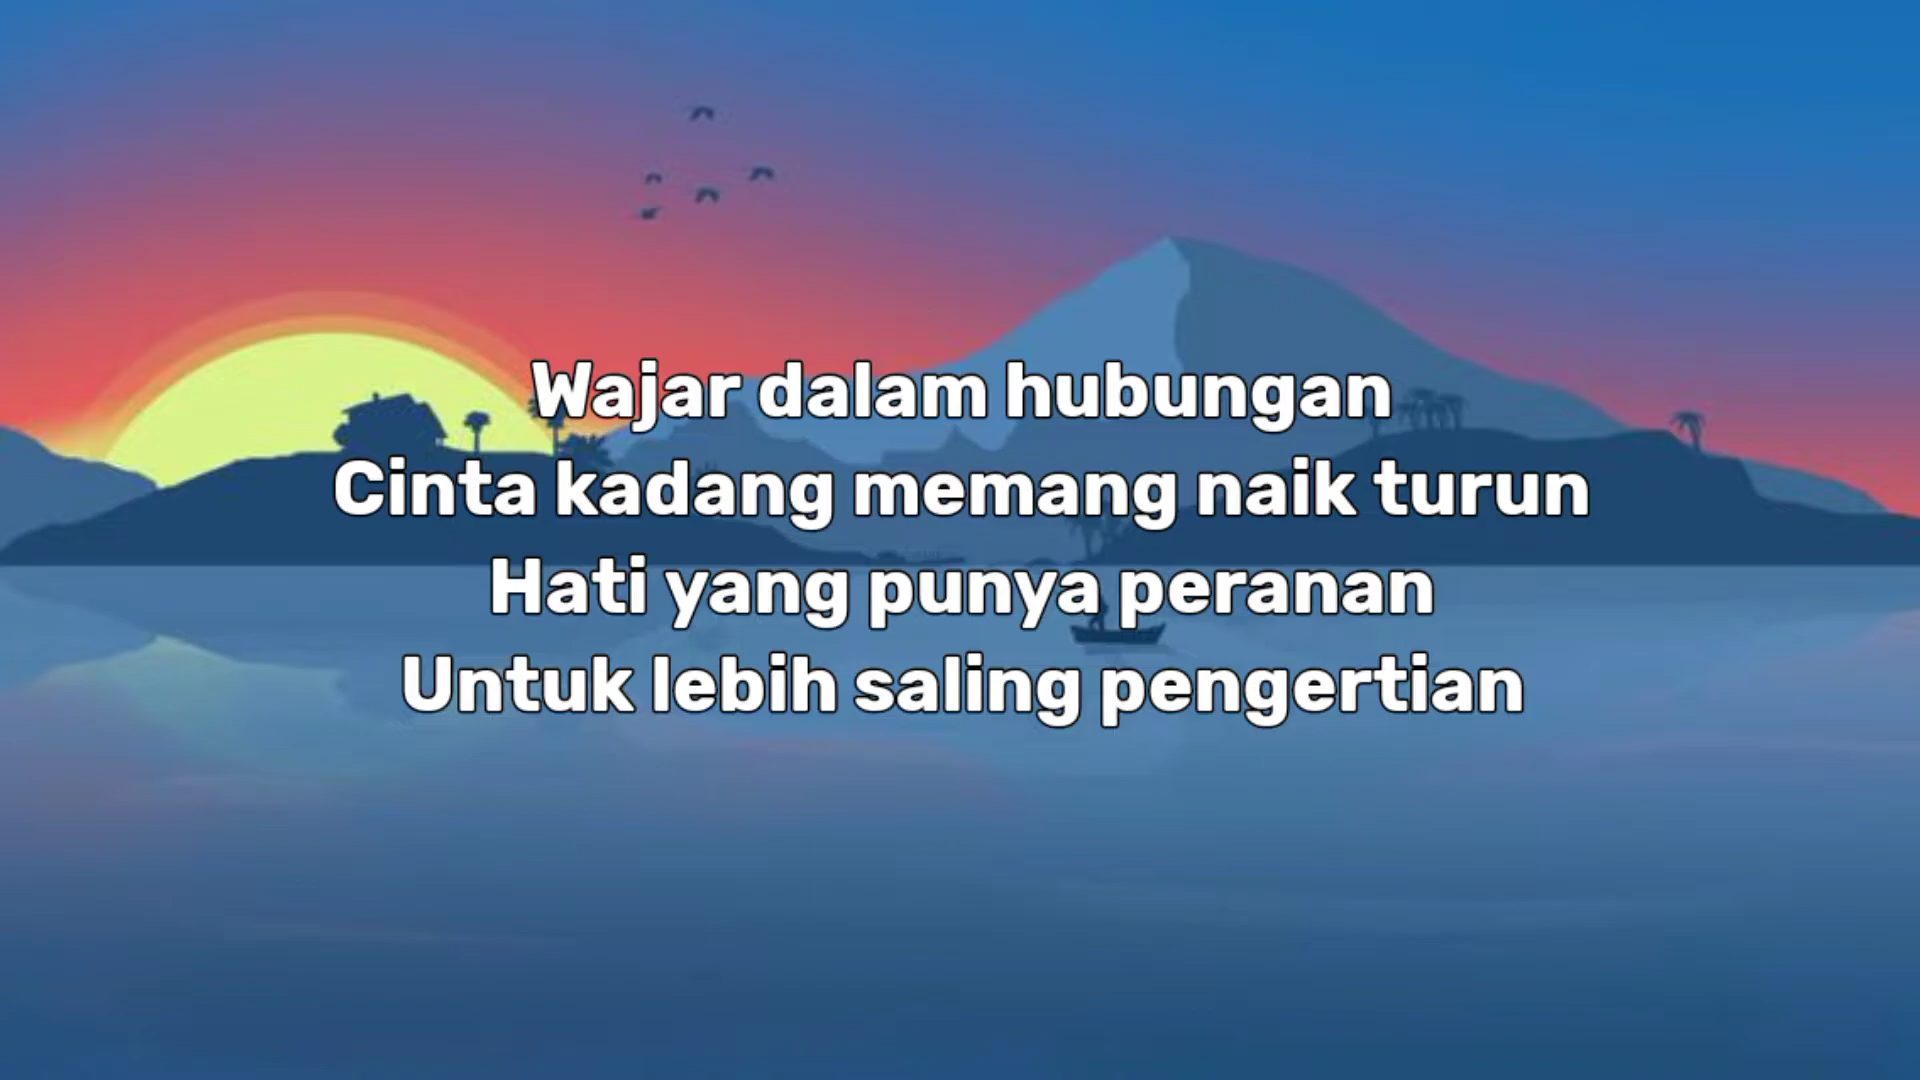 Wajar dalam hubungan
Cinta kadang memang naik turun
Hati yang punya peranan
Untuk lebih saling pengertian